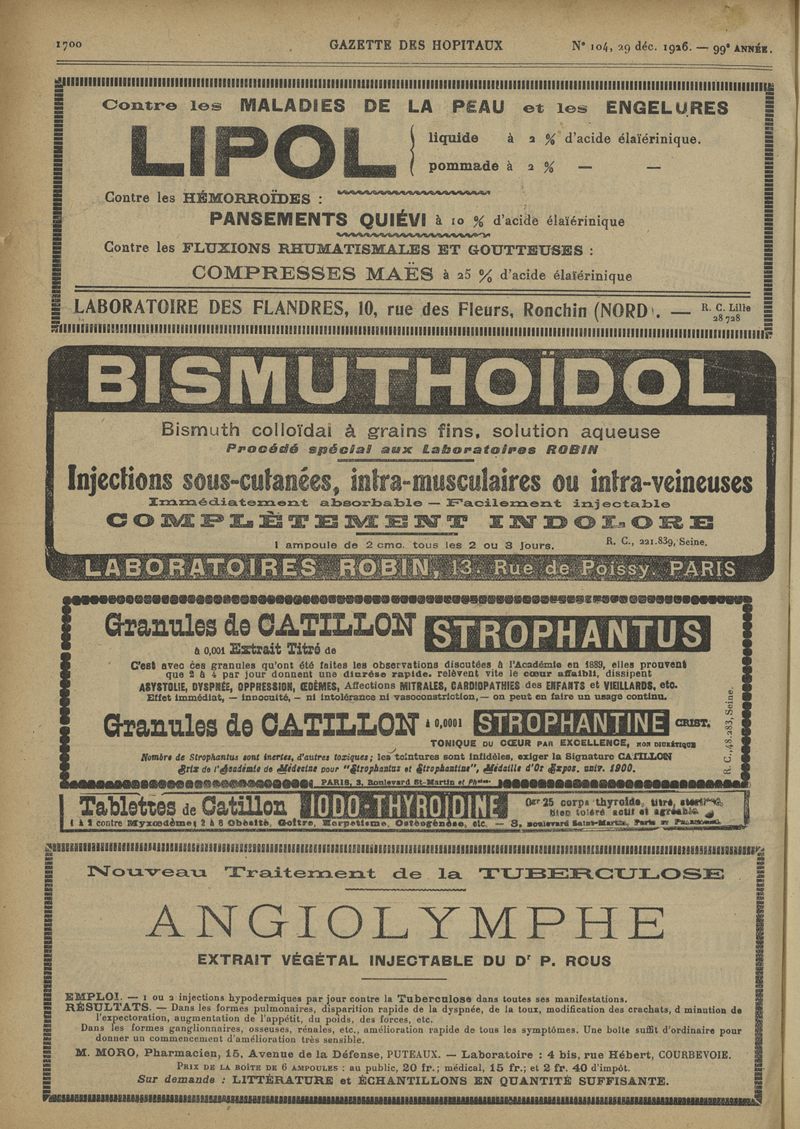 1700 GAZETTE DES HOPITAUX N° 104, 29 déc. 1926. — 99e ANNÉE.
Contre les MALADIES DE LA PEAU et les ENGELURES
LIPOL
liquide à 2 % d'acide élaïérinique.
pommade à 2 % — —
Contre les HÉMORROÏDES :
PANSEMENTS QUIÉVI à 10 % d'acide élaïérinique
Contre les FLUXIONS RHUMATISMALES ET GOUTTEUSES :
COMPRESSES MAËS à 25 % d'acide élaïérinique
LABORATOIRE DES FLANDRES, 10, rue des Fleurs, Ronchin (NORD). — R. C. Lille
28 728
BISMUTHOÏDOL
Bismuth colloïdal à grains fins, solution aqueuse
Procédé spécial aux Laboratoires ROBIN
Injections sous-cutanées, intra-musculaires ou intra-veineuses
Immédiatement absorbable — Facilement injectable
COMPLÈTEMENT INDOLORE
1 ampoule de 2 cmc. tous les 2 ou 3 jours. R. C., 221.839, Seine.
LABORATOIRES ROBIN, 13. Rue de Poissy. PARIS
Granules de CATILLON STROPHANTUS
à 0,001 Extrait Titré de
C'est avec ces granules qu'ont été faites les observations discutées à l'Académie en 1889, elles prouvent
que 2 à 4 par jour donnent une diurèse rapide, relèvent vite le cœur affaibli, dissipent
ASYSTOLIE, DYSPNÉE, OPPRESSION, ŒDÈMES, Affections MITRALES, CARDIOPATHIES des ENFANTS et VIEILLARDS, etc.
Effet immédiat, — innocuité, — ni intolérance ni vasoconstriction, — on peut en faire un usage continu.
Granules de CATILLON à 0,0001 STROPHANTINE CRIST.
TONIQUE DU CŒUR PAR EXCELLENCE, NON DIURÉTIQUE
Nombre de Strophantus sont inertes, d'autres toxiques; les teintures sont infidèles, exiger la Signature CATILLON
Prix de l'Académie de Médecine pour "Strophantus et Strophantine", Médaille d'Or Expos. univ. 1900.
PARIS, 3, Boulevard St-Martin et Phies
R. C., 48.283, Seine.
Tablettes de Catillon IODO-THYROÏDINE
0gr 25 corps thyroïde, titré, stérilisé,
bien toléré actif et agréable
1 à 2 contre Myxœdème; 2 à 8 Obésité, Goitre, Herpétisme, Ostéogénèse, etc. — 3, Boulevard Saint-Martin, Paris et Pharmacies.
Nouveau Traitement de la TUBERCULOSE
ANGIOLYMPHE
EXTRAIT VÉGÉTAL INJECTABLE DU Dr P. ROUS
EMPLOI. — 1 ou 2 injections hypodermiques par jour contre la Tuberculose dans toutes ses manifestations.
RÉSULTATS. — Dans les formes pulmonaires, disparition rapide de la dyspnée, de la toux, modification des crachats, d minution de
l'expectoration, augmentation de l'appétit, du poids, des forces, etc.
Dans les formes ganglionnaires, osseuses, rénales, etc., amélioration rapide de tous les symptômes. Une boîte suffit d'ordinaire pour
donner un commencement d'amélioration très sensible.
M. MORO, Pharmacien, 15, Avenue de la Défense, PUTEAUX. — Laboratoire : 4 bis, rue Hébert, COURBEVOIE.
PRIX DE LA BOÎTE DE 6 AMPOULES : au public, 20 fr.; médical, 15 fr.; et 2 fr. 40 d'impôt.
Sur demande : LITTÉRATURE et ÉCHANTILLONS EN QUANTITÉ SUFFISANTE.